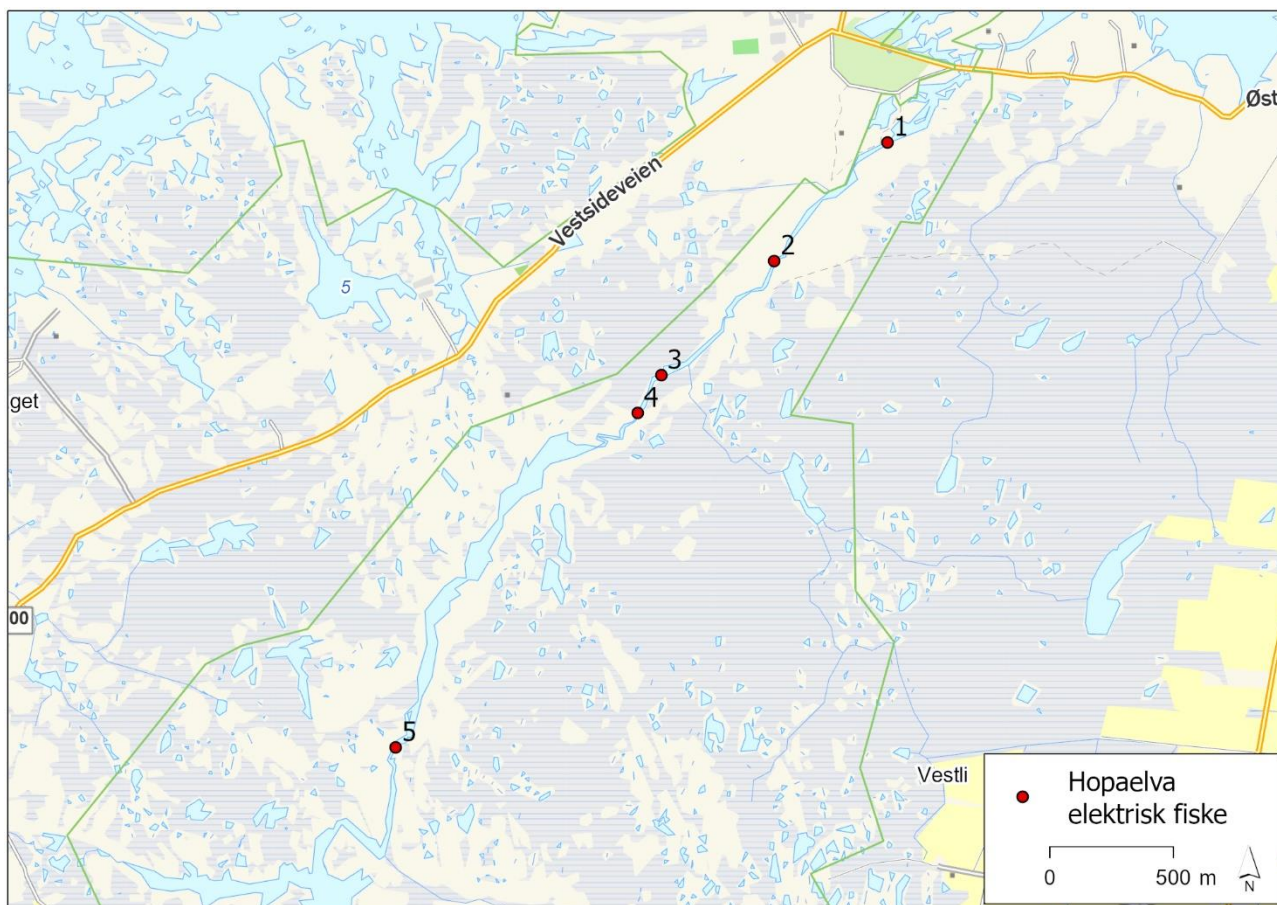 1
Øst
Vestsideveien
2
5
3
get
4
00
5
Vestli
Hopaelva
elektrisk fiske
0 500 m
N